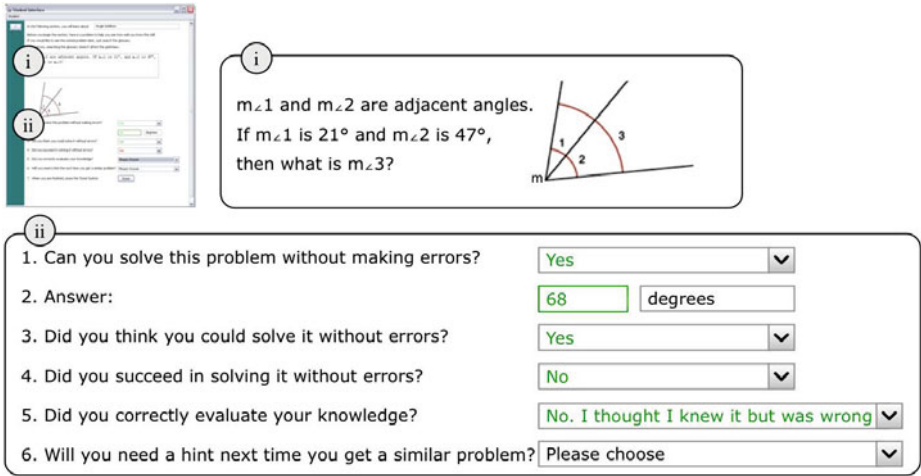 i
ii
i
m∠1 and m∠2 are adjacent angles.
If m∠1 is 21° and m∠2 is 47°,
then what is m∠3?
1
2
3
m
ii
1. Can you solve this problem without making errors? Yes
2. Answer: 68 degrees
3. Did you think you could solve it without errors? Yes
4. Did you succeed in solving it without errors? No
5. Did you correctly evaluate your knowledge? No. I thought I knew it but was wrong
6. Will you need a hint next time you get a similar problem? Please choose